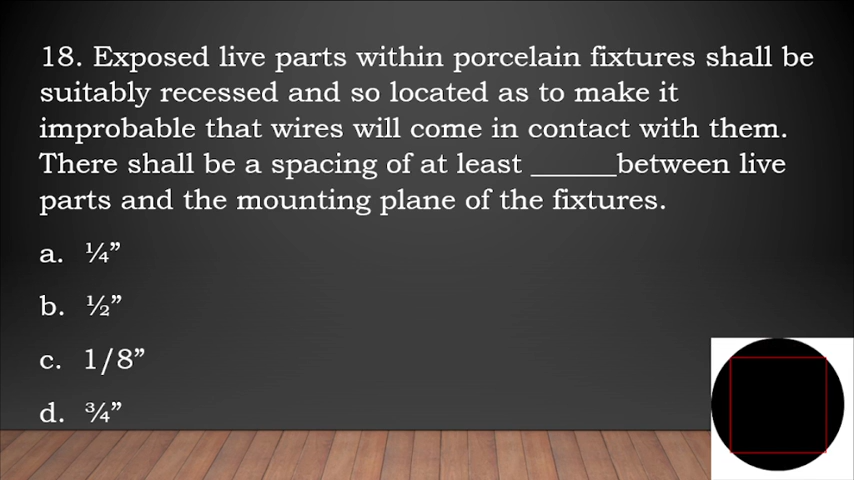 18. Exposed live parts within porcelain fixtures shall be
suitably recessed and so located as to make it
improbable that wires will come in contact with them.
There shall be a spacing of at least ______between live
parts and the mounting plane of the fixtures.
a. ¼”
b. ½”
c. 1/8”
d. ¾”